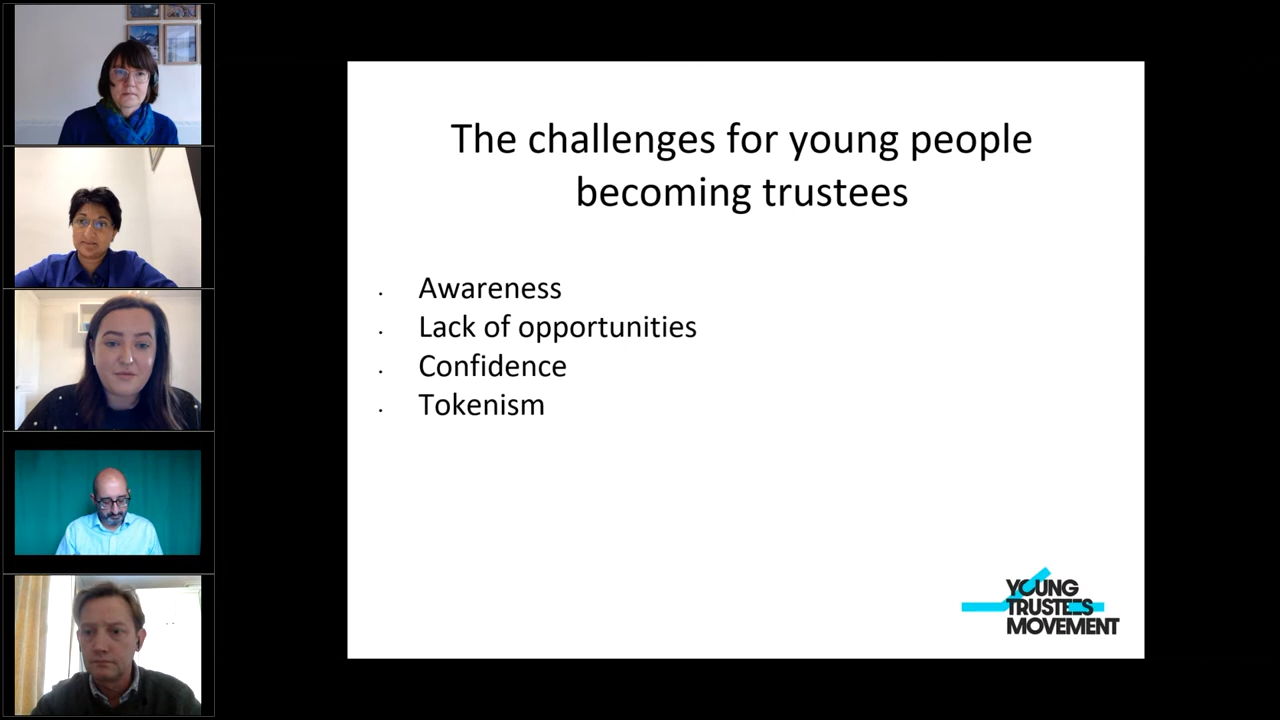 The challenges for young people
becoming trustees
Awareness
Lack of opportunities
Confidence
Tokenism
YOUNG
TRUSTEES
MOVEMENT